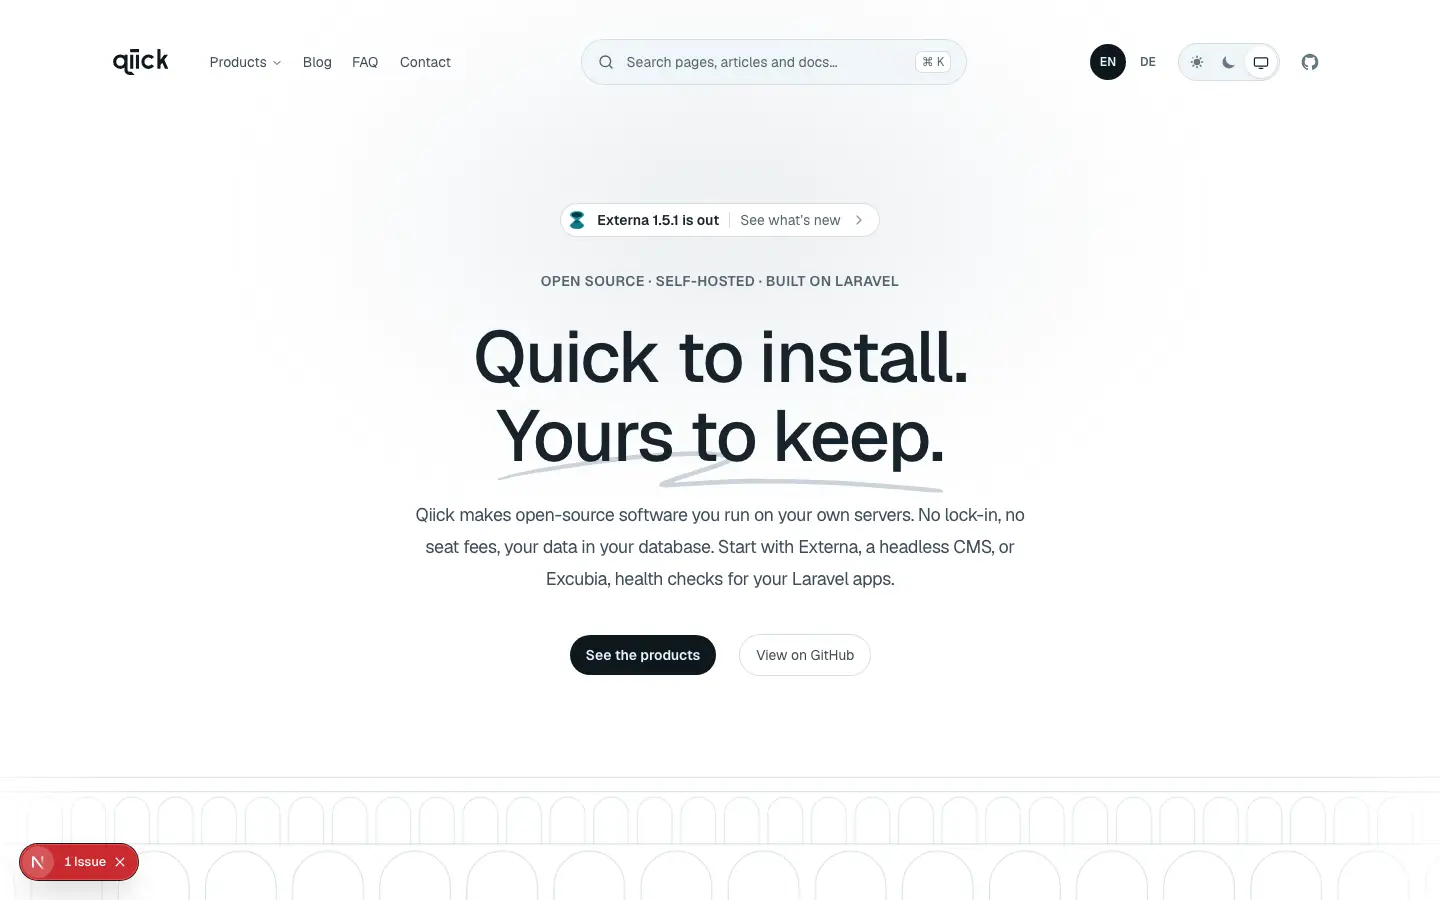 qiick
Products
Blog
FAQ
Contact
Search pages, articles and docs...
⌘ K
EN
DE
Externa 1.5.1 is out
See what's new
OPEN SOURCE · SELF-HOSTED · BUILT ON LARAVEL
Quick to install.
Yours to keep.
Qiick makes open-source software you run on your own servers. No lock-in, no
seat fees, your data in your database. Start with Externa, a headless CMS, or
Excubia, health checks for your Laravel apps.
See the products
View on GitHub
N
1 Issue